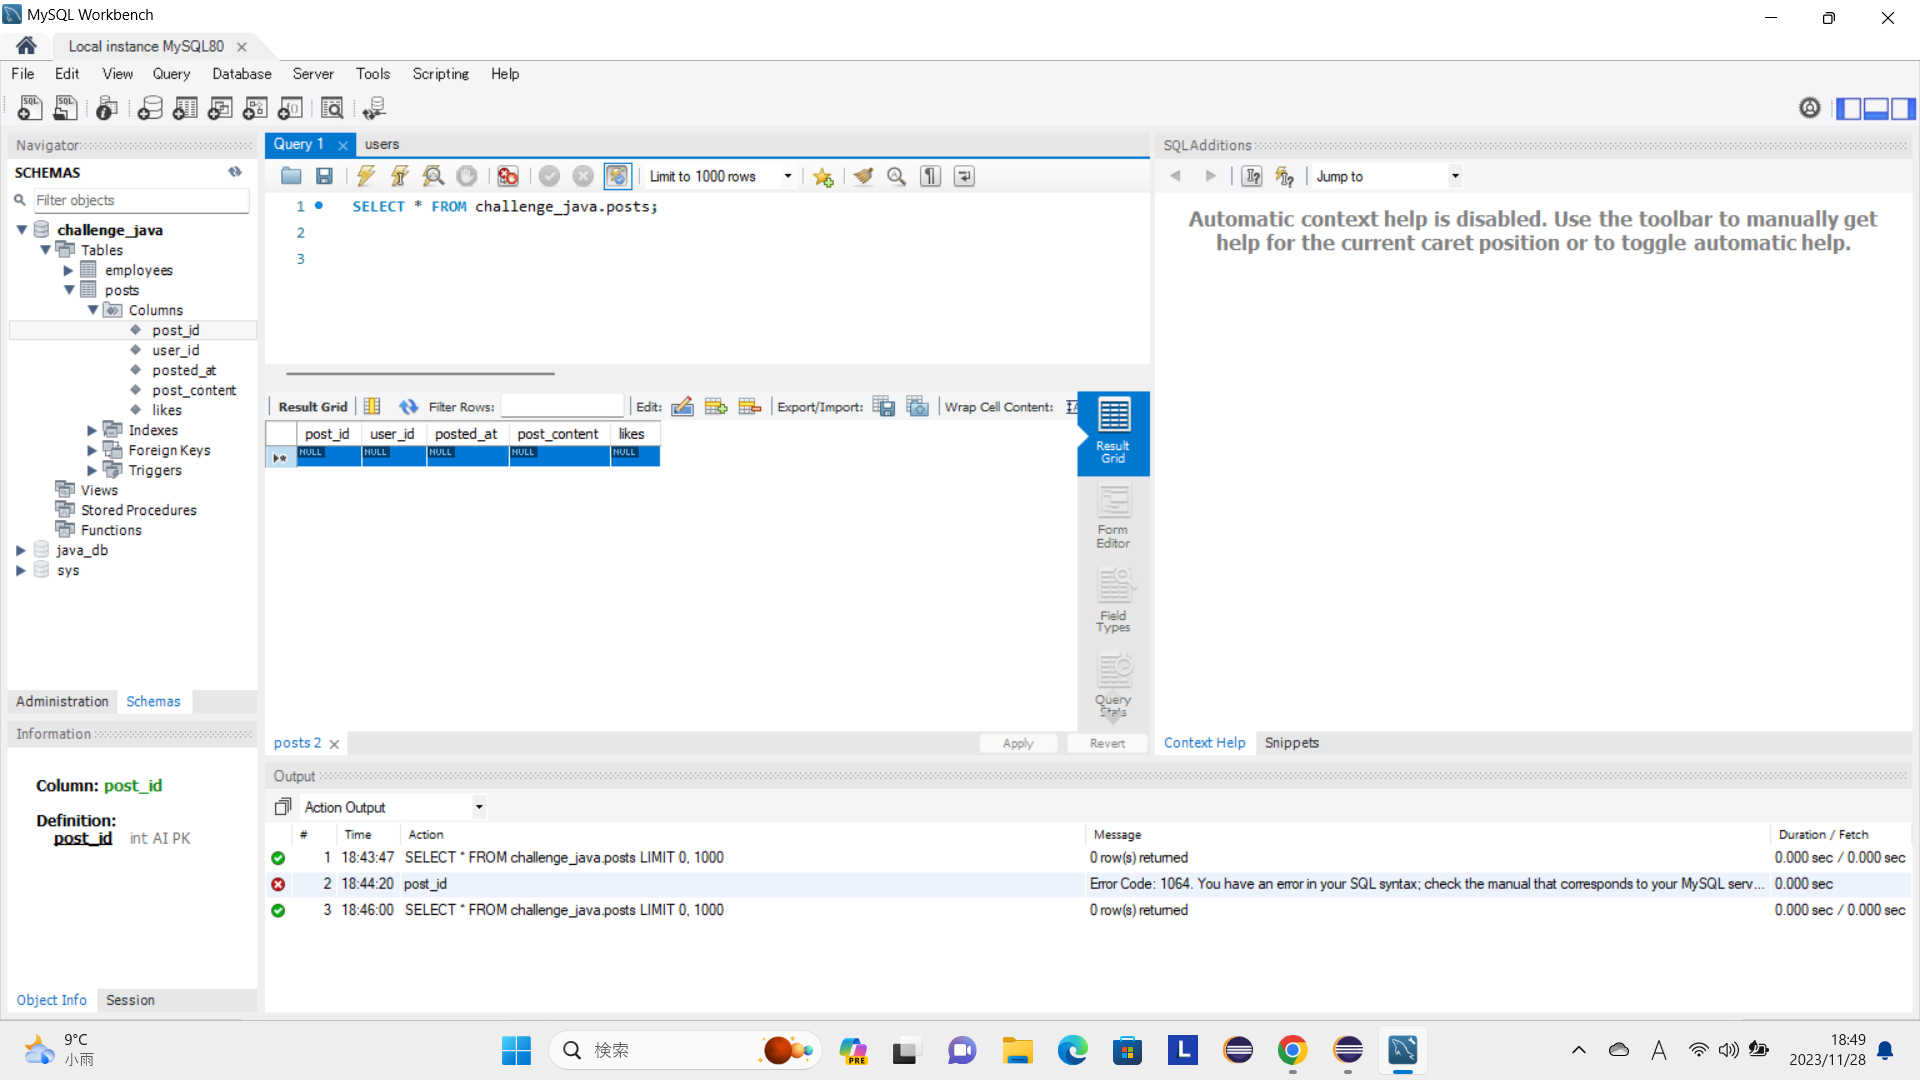 MySQL Workbench
Local instance MySQL80
File Edit View Query Database Server Tools Scripting Help
Navigator
SCHEMAS
Filter objects
challenge_java
Tables
employees
posts
Columns
post_id
user_id
posted_at
post_content
likes
Indexes
Foreign Keys
Triggers
Views
Stored Procedures
Functions
java_db
sys
Administration Schemas
Information
Column: post_id
Definition:
post_id int AI PK
Object Info Session
Query 1 users
Limit to 1000 rows
1 SELECT * FROM challenge_java.posts;
2
3
Result Grid Filter Rows: Edit: Export/Import: Wrap Cell Content:
post_id user_id posted_at post_content likes
NULL NULL NULL NULL NULL
Result
Grid
Form
Editor
Field
Types
Query
Stats
posts 2 Apply Revert
SQLAdditions
Jump to
Automatic context help is disabled. Use the toolbar to manually get
help for the current caret position or to toggle automatic help.
Context Help Snippets
Output
Action Output
# Time Action Message Duration / Fetch
1 18:43:47 SELECT * FROM challenge_java.posts LIMIT 0, 1000 0 row(s) returned 0.000 sec / 0.000 sec
2 18:44:20 post_id Error Code: 1064. You have an error in your SQL syntax; check the manual that corresponds to your MySQL serv... 0.000 sec
3 18:46:00 SELECT * FROM challenge_java.posts LIMIT 0, 1000 0 row(s) returned 0.000 sec / 0.000 sec
9°C
小雨
検索
PRE
L
A
18:49
2023/11/28